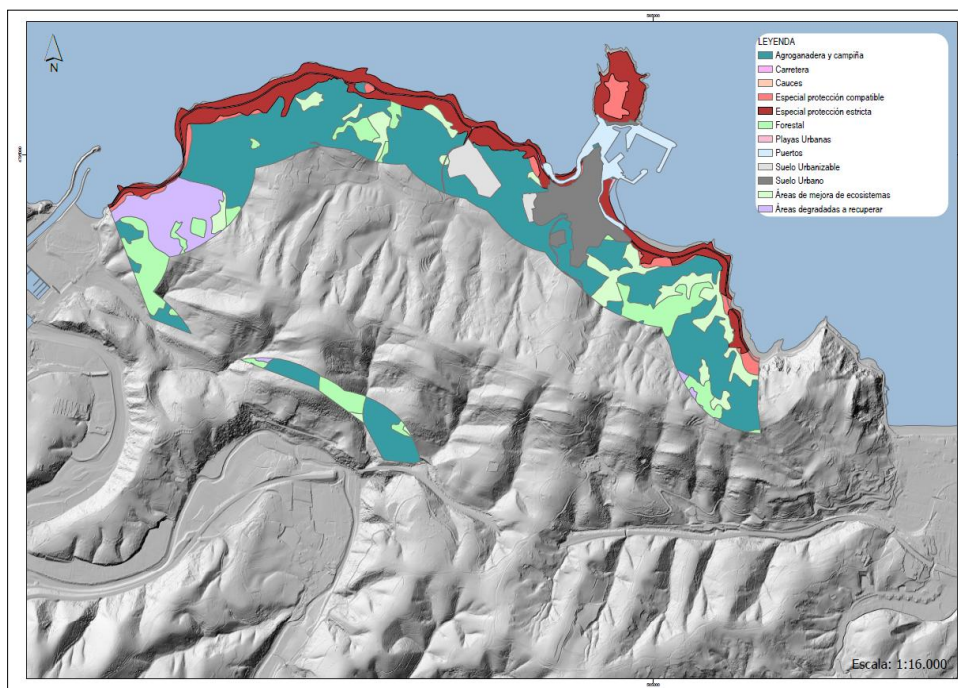 N
LEYENDA
Agroganadera y campiña
Carretera
Cauces
Especial protección compatible
Especial protección estricta
Forestal
Playas Urbanas
Puertos
Suelo Urbanizable
Suelo Urbano
Áreas de mejora de ecosistemas
Áreas degradadas a recuperar
Escala: 1:16.000